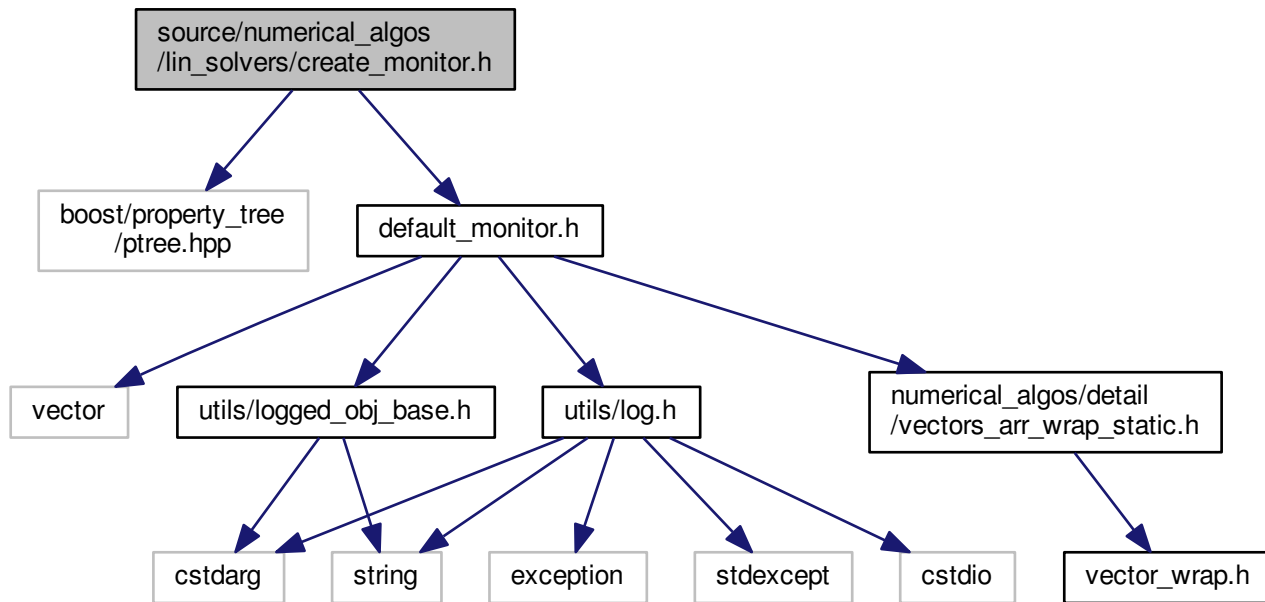 source/numerical_algos
/lin_solvers/create_monitor.h
boost/property_tree
/ptree.hpp
default_monitor.h
vector
utils/logged_obj_base.h
utils/log.h
numerical_algos/detail
/vectors_arr_wrap_static.h
cstdarg
string
exception
stdexcept
cstdio
vector_wrap.h